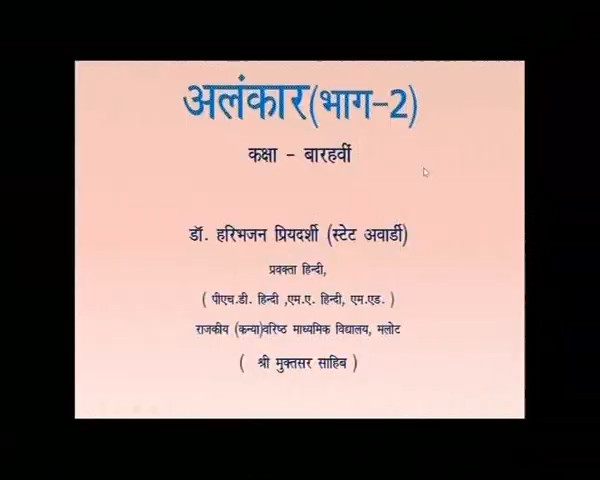 अलंकार(भाग-2)
कक्षा - बारहवीं
डॉ. हरिभजन प्रियदर्शी (स्टेट अवार्डी)
प्रवक्ता हिन्दी,
( पीएच.डी. हिन्दी ,एम.ए. हिन्दी, एम.एड. )
राजकीय (कन्या)वरिष्ठ माध्यमिक विद्यालय, मलोट
( श्री मुक्तसर साहिब )